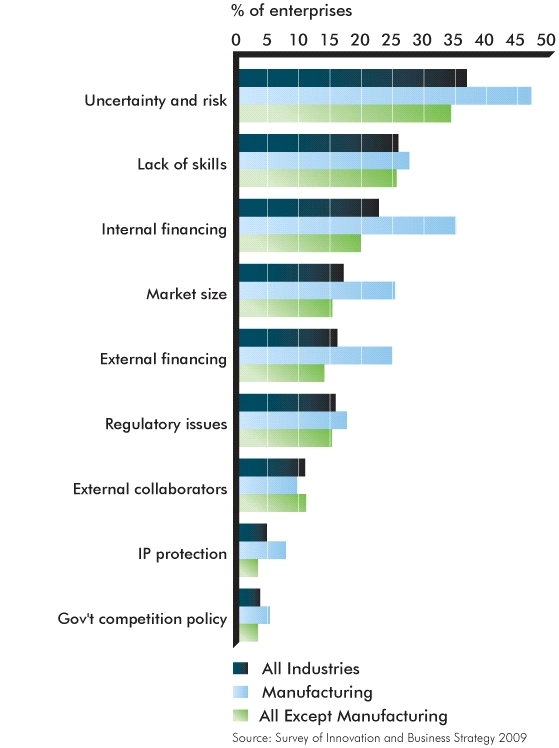 % of enterprises
0 5 10 15 20 25 30 35 40 45 50
Uncertainty and risk
Lack of skills
Internal financing
Market size
External financing
Regulatory issues
External collaborators
IP protection
Gov't competition policy
All Industries
Manufacturing
All Except Manufacturing
Source: Survey of Innovation and Business Strategy 2009